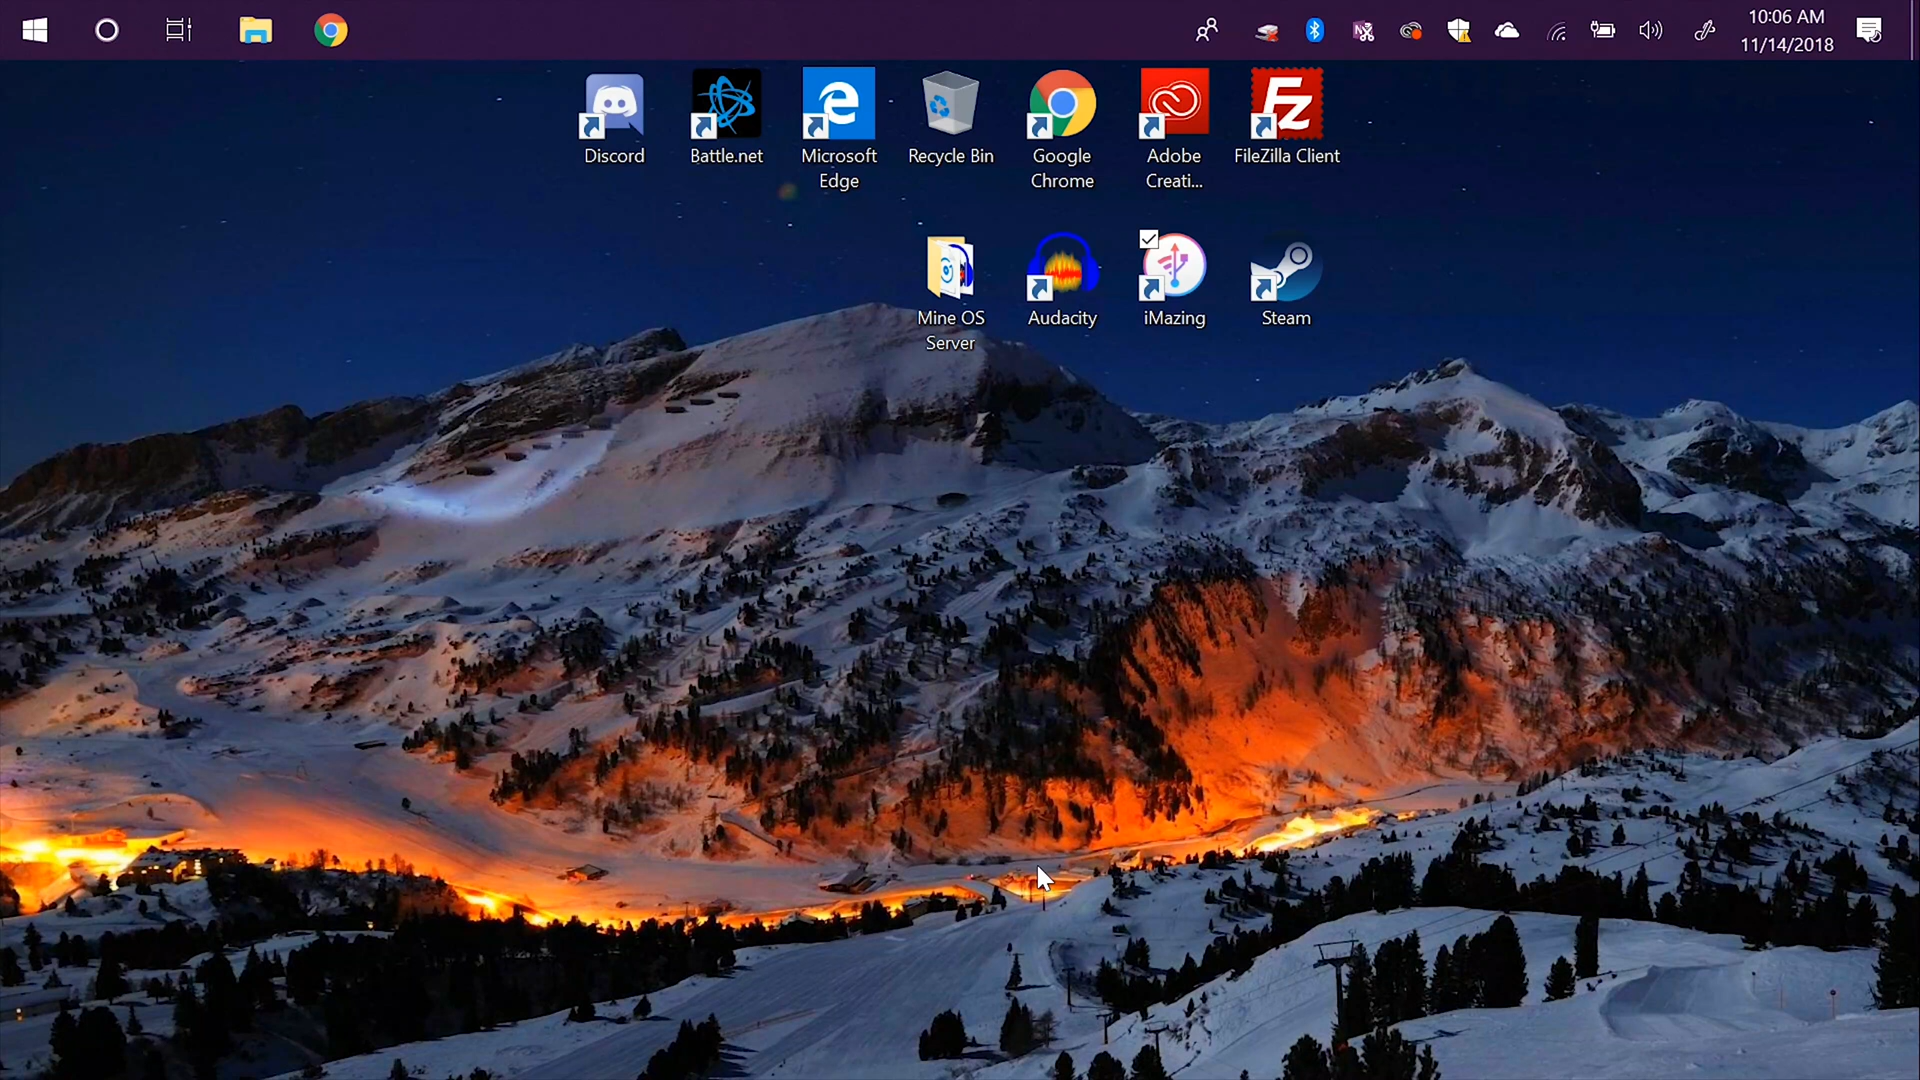 10:06 AM
11/14/2018
Discord
Battle.net
Microsoft
Edge
Recycle Bin
Google
Chrome
Adobe
Creati...
FileZilla Client
Mine OS
Server
Audacity
iMazing
Steam